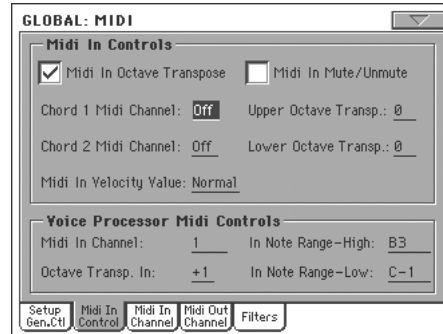 GLOBAL: MIDI
Midi In Controls
Midi In Octave Transpose Midi In Mute/Unmute
Chord 1 Midi Channel: Off Upper Octave Transp.: 0
Chord 2 Midi Channel: Off Lower Octave Transp.: 0
Midi In Velocity Value: Normal
Voice Processor Midi Controls
Midi In Channel: 1 In Note Range-High: B3
Octave Transp. In: +1 In Note Range-Low: C-1
Setup Gen.Ctl Midi In Control Midi In Channel Midi Out Channel Filters